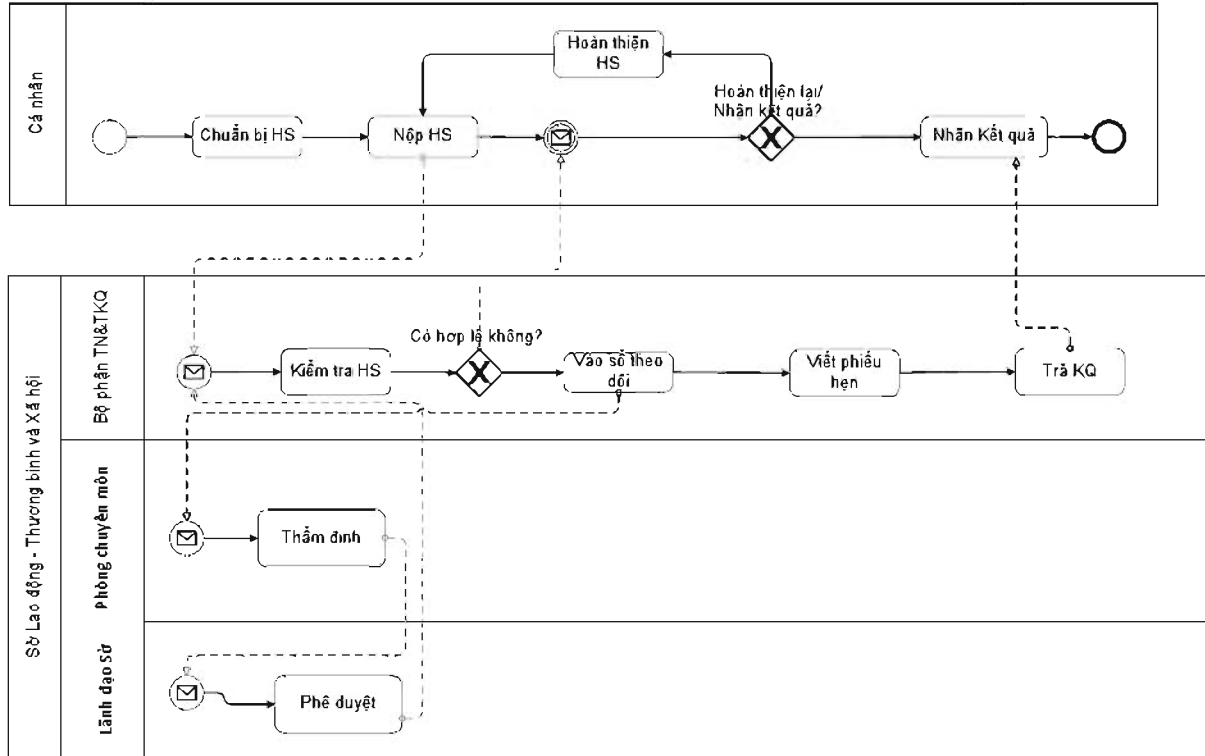 Cá nhân
Hoàn thiện
HS
Hoàn thiện lại/
Nhận kết quả?
Chuẩn bị HS
Nộp HS
Nhãn Kết quả
Sở Lao động - Thương binh và Xã hội
Bộ phận TN&TKQ
Có hợp lệ không?
Kiểm tra HS
Vào sổ theo
dõi
Viết phiếu
hẹn
Trả KQ
Phòng chuyên môn
Thẩm định
Lãnh đạo Sở
Phê duyệt